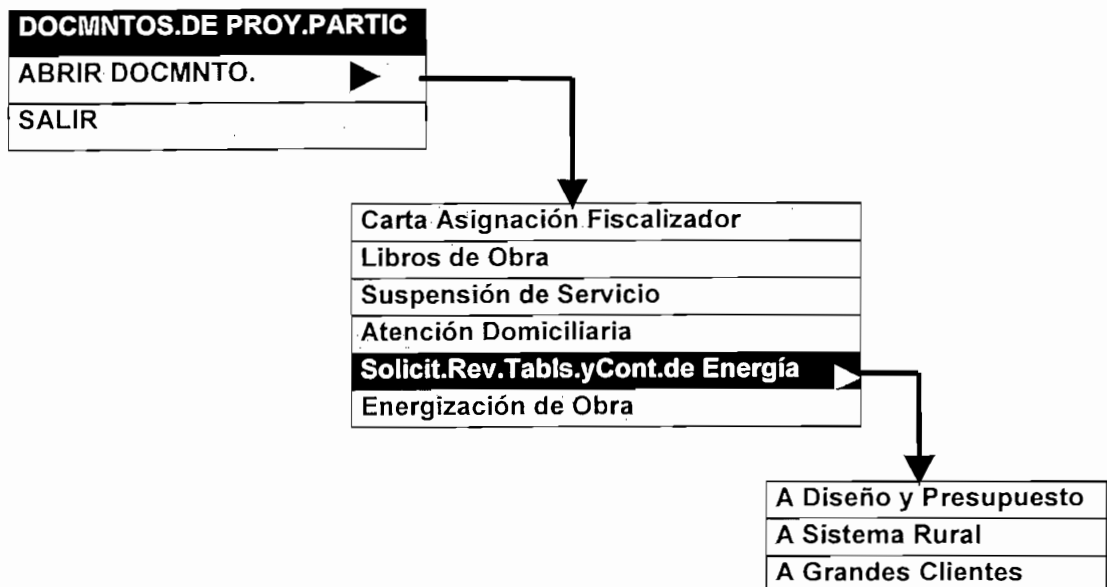 DOCMNTOS.DE PROY.PARTIC
ABRIR DOCMNTO.
SALIR
Carta Asignación Fiscalizador
Libros de Obra
Suspensión de Servicio
Atención Domiciliaria
Solicit.Rev.Tabls.yCont.de Energía
Energización de Obra
A Diseño y Presupuesto
A Sistema Rural
A Grandes Clientes